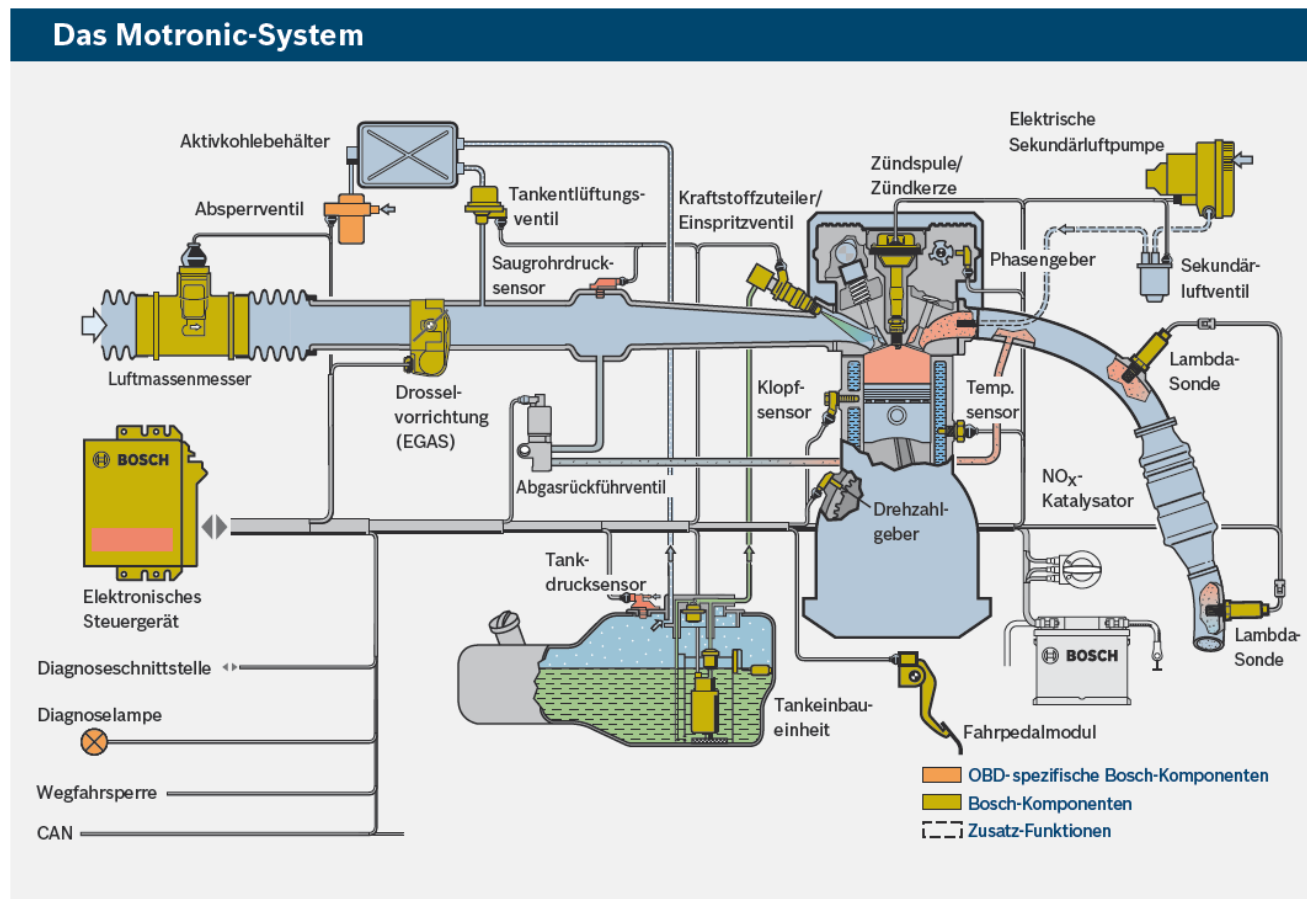 Das Motronic-System
Aktivkohlebehälter
Absperrventil
Tankentlüftungs-
ventil
Saugrohrdruck-
sensor
Kraftstoffzuteiler/
Einspritzventil
Zündspule/
Zündkerze
Elektrische
Sekundärluftpumpe
Phasengeber
Sekundär-
luftventil
Luftmassenmesser
Drossel-
vorrichtung
(EGAS)
Klopf-
sensor
Temp.
sensor
Lambda-
Sonde
BOSCH
Abgasrückführventil
Drehzahl-
geber
NOX-
Katalysator
Elektronisches
Steuergerät
Tank-
drucksensor
BOSCH
Lambda-
Sonde
Diagnoseschnittstelle
Diagnoselampe
Wegfahrsperre
CAN
Tankeinbau-
einheit
Fahrpedalmodul
OBD-spezifische Bosch-Komponenten
Bosch-Komponenten
Zusatz-Funktionen